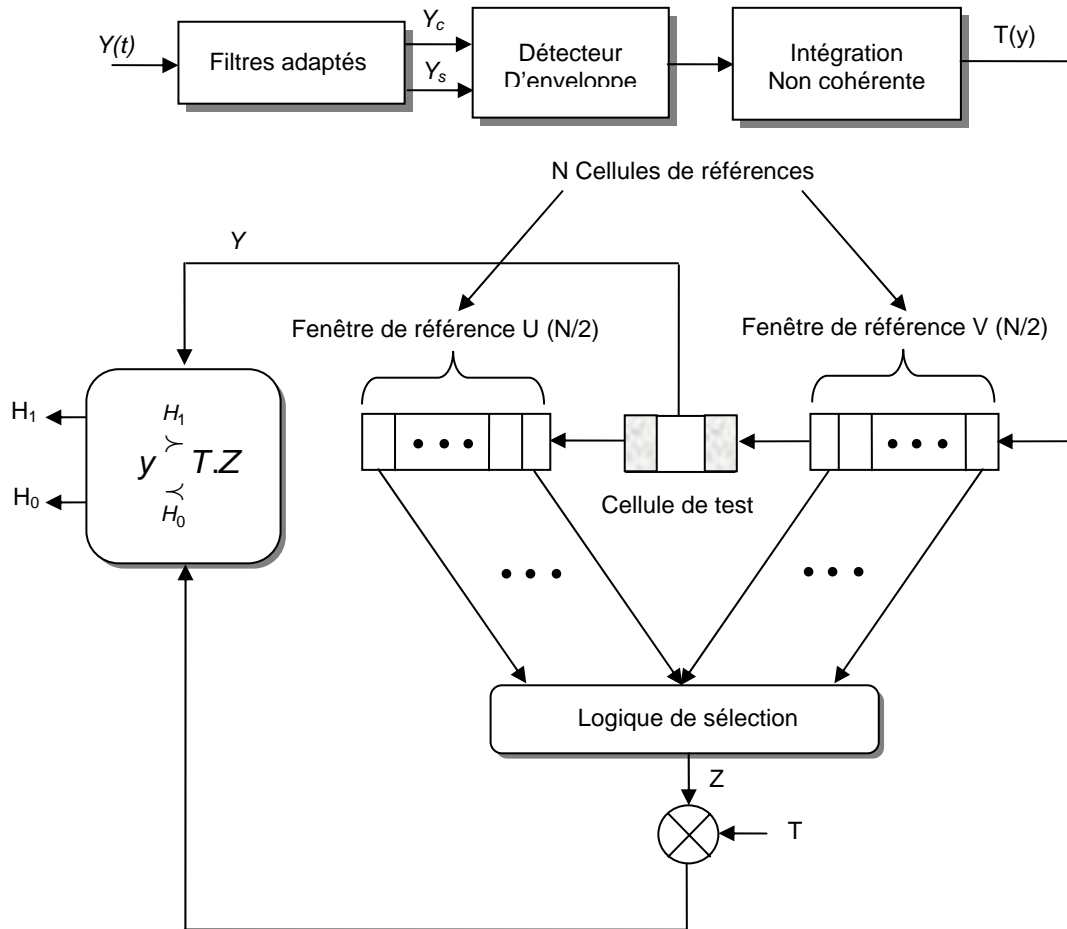 Y(t)
Filtres adaptés
Yc
Ys
Détecteur
D'enveloppe
Intégration
Non cohérente
T(y)
N Cellules de références
Y
Fenêtre de référence U (N/2)
Fenêtre de référence V (N/2)
H1
H0
H1
y ≻ T.Z
≺
H0
Cellule de test
Logique de sélection
Z
T